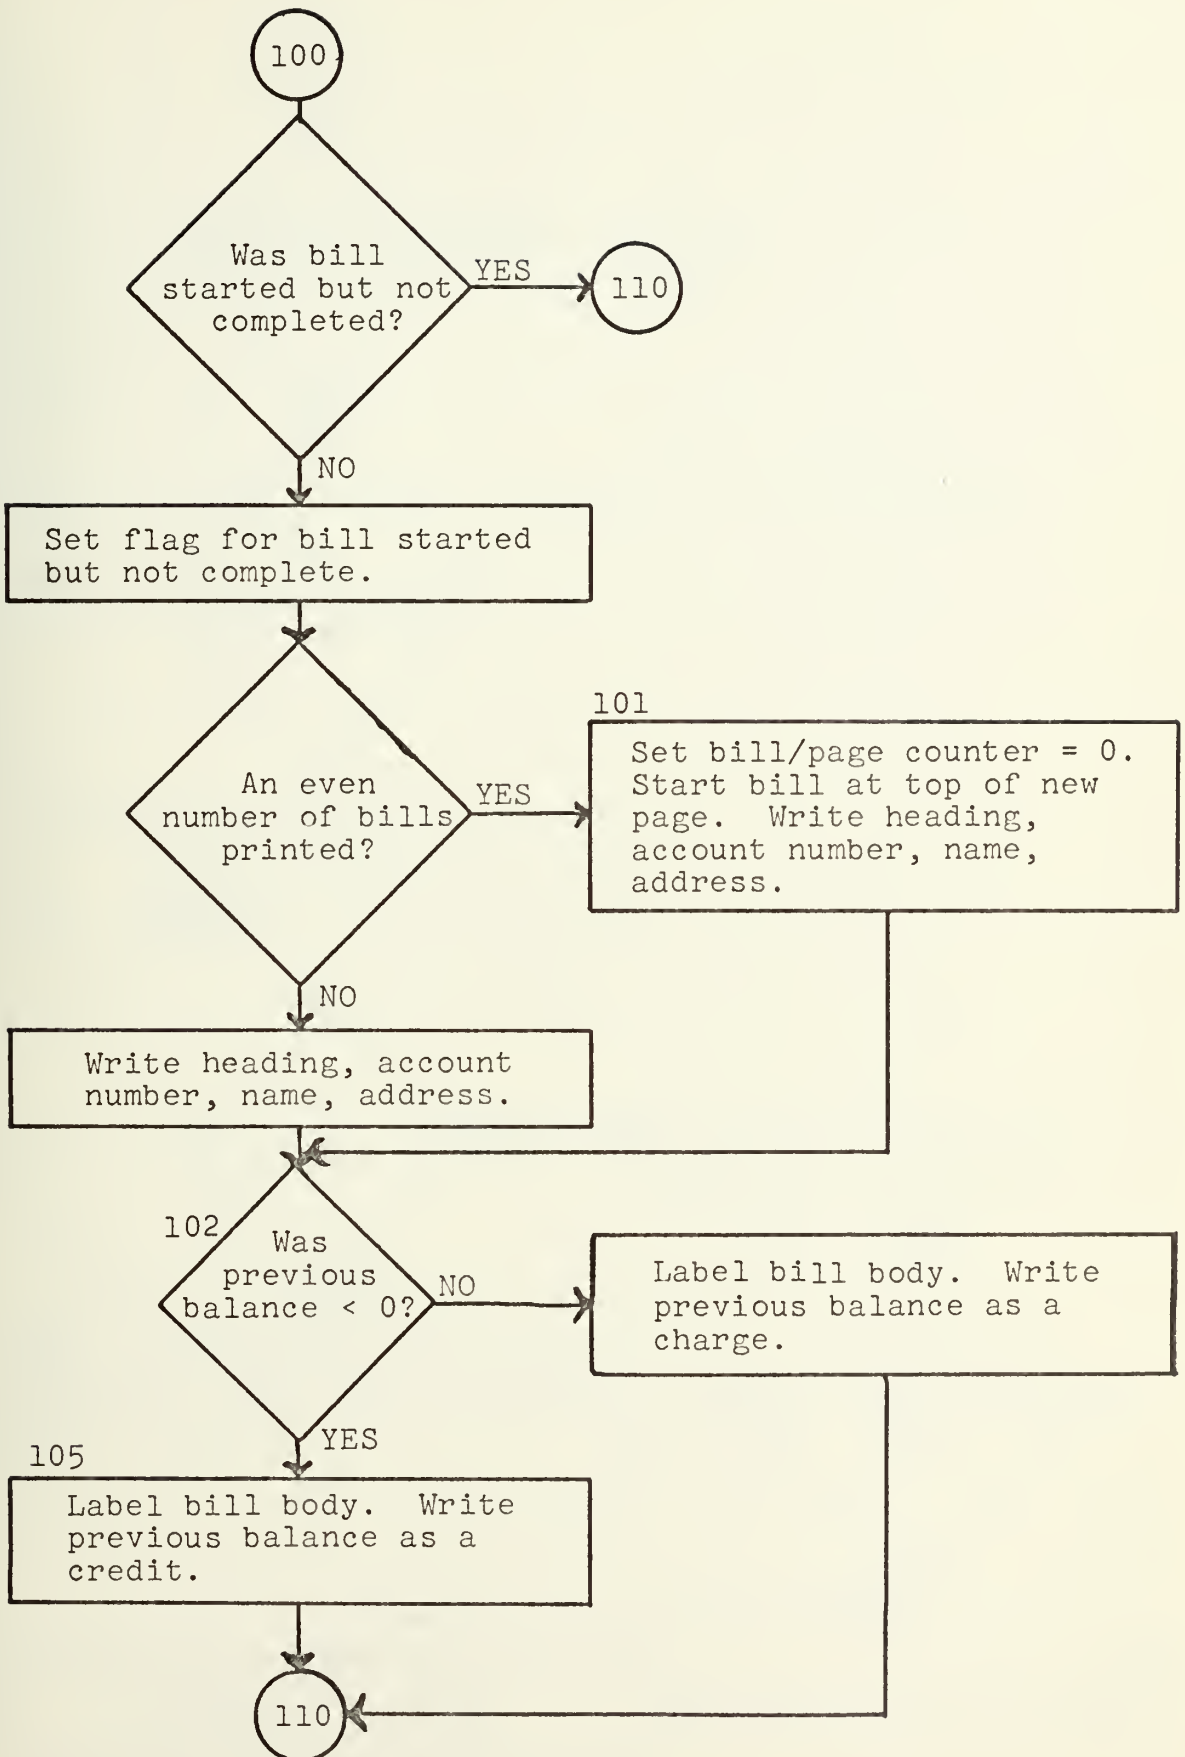 100
Was bill
started but not
completed?
YES
110
NO
Set flag for bill started
but not complete.
An even
number of bills
printed?
YES
101
Set bill/page counter = 0.
Start bill at top of new
page.  Write heading,
account number, name,
address.
NO
Write heading, account
number, name, address.
102
Was
previous
balance < 0?
NO
Label bill body.  Write
previous balance as a
charge.
YES
105
Label bill body.  Write
previous balance as a
credit.
110